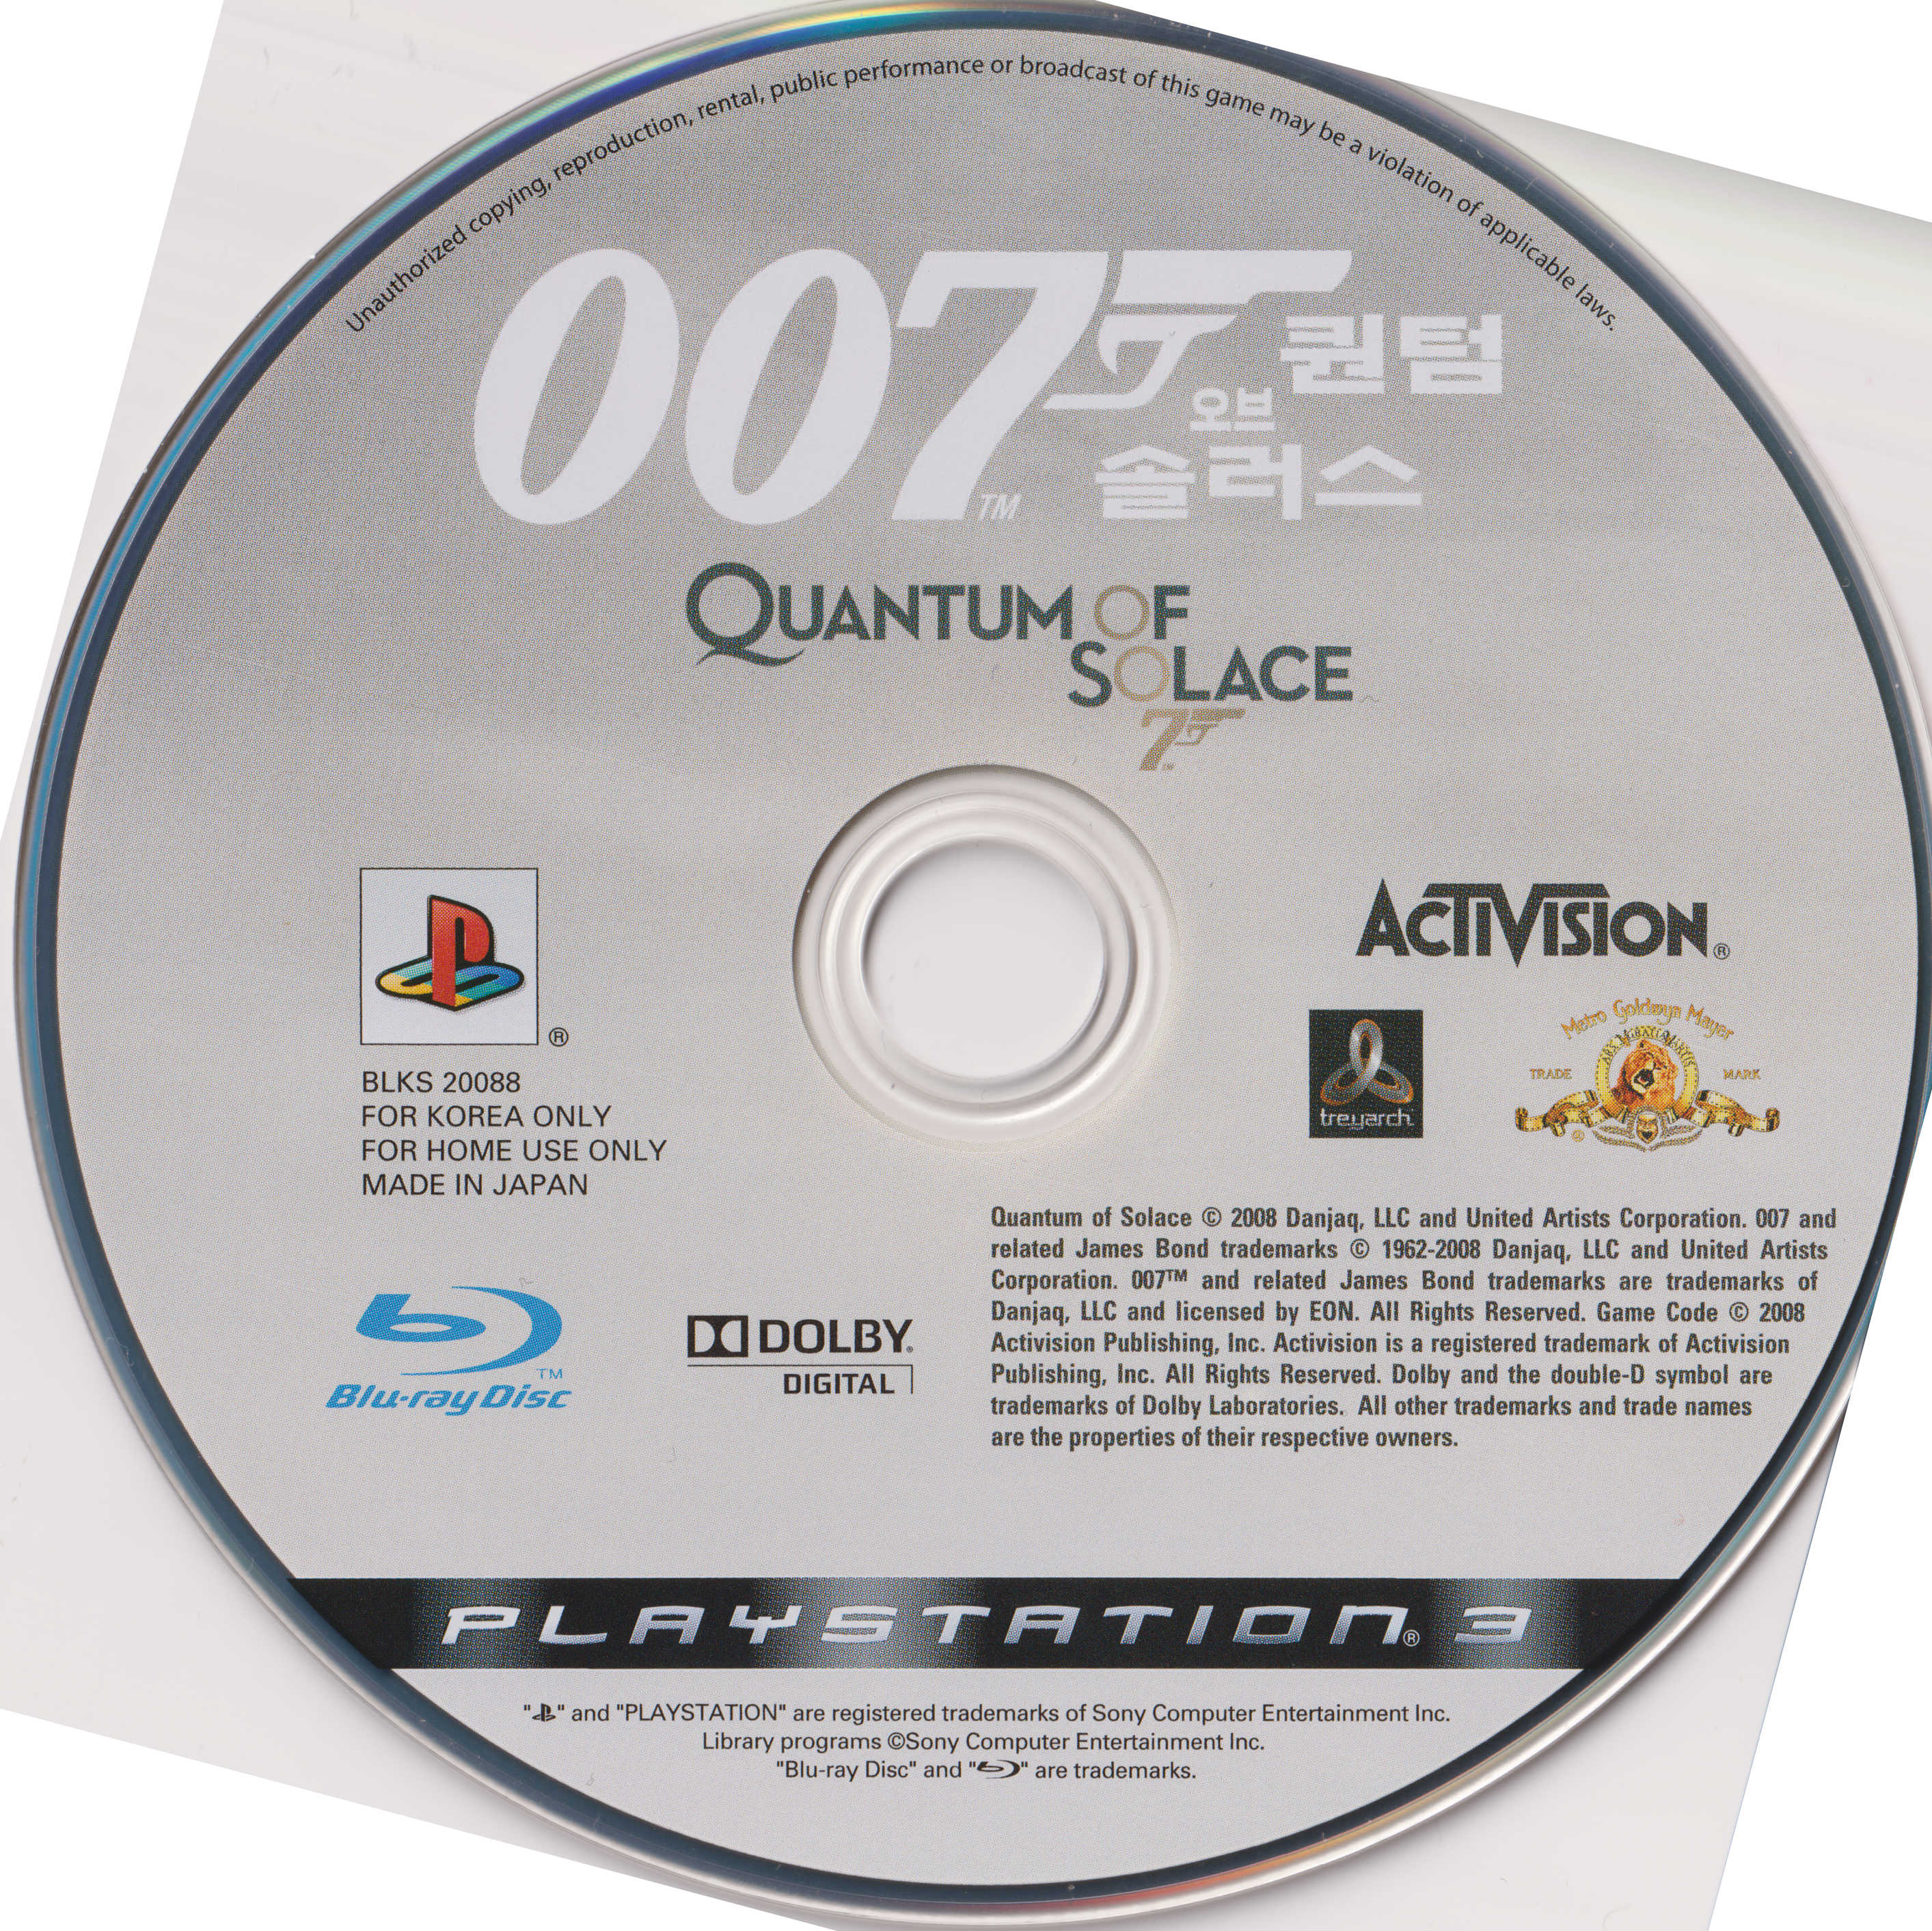 Unauthorized copying, reproduction, rental, public performance or broadcast of this game may be a violation of applicable laws.
007 퀀텀
오브
솔러스
TM
QUANTUM OF
SOLACE
7
TM
®
BLKS 20088
FOR KOREA ONLY
FOR HOME USE ONLY
MADE IN JAPAN
ACTIVISION®
treyarch
Metro Goldwyn Mayer
ARS GRATIA ARTIS
TRADE MARK
®
Quantum of Solace © 2008 Danjaq, LLC and United Artists Corporation. 007 and
related James Bond trademarks © 1962-2008 Danjaq, LLC and United Artists
Corporation. 007™ and related James Bond trademarks are trademarks of
Danjaq, LLC and licensed by EON. All Rights Reserved. Game Code © 2008
Activision Publishing, Inc. Activision is a registered trademark of Activision
Publishing, Inc. All Rights Reserved. Dolby and the double-D symbol are
trademarks of Dolby Laboratories. All other trademarks and trade names
are the properties of their respective owners.
TM
Blu-ray Disc
DOLBY®
DIGITAL
PLAYSTATION® 3
"" and "PLAYSTATION" are registered trademarks of Sony Computer Entertainment Inc.
Library programs ©Sony Computer Entertainment Inc.
"Blu-ray Disc" and "" are trademarks.